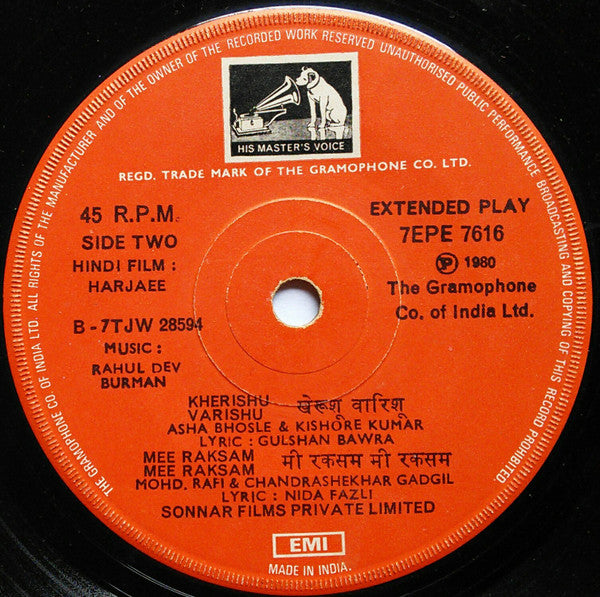 THE GRAMOPHONE CO OF INDIA LTD. ALL RIGHTS OF THE MANUFACTURER AND OF THE OWNER OF THE RECORDED WORK RESERVED UNAUTHORISED PUBLIC PERFORMANCE BROADCASTING AND COPYING OF THIS RECORD PROHIBITED.
HIS MASTER'S VOICE
REGD. TRADE MARK OF THE GRAMOPHONE CO. LTD.
45 R.P.M.
SIDE TWO
HINDI FILM :
HARJAEE
B-7TJW 28594
MUSIC :
RAHUL DEV
BURMAN
EXTENDED PLAY
7EPE 7616
Ⓟ 1980
The Gramophone
Co. of India Ltd.
KHERISHU
VARISHU खेरूशू वारिशू
ASHA BHOSLE & KISHORE KUMAR
LYRIC : GULSHAN BAWRA
MEE RAKSAM
MEE RAKSAM मी रकसम मी रकसम
MOHD. RAFI & CHANDRASHEKHAR GADGIL
LYRIC : NIDA FAZLI
SONNAR FILMS PRIVATE LIMITED
EMI
MADE IN INDIA.